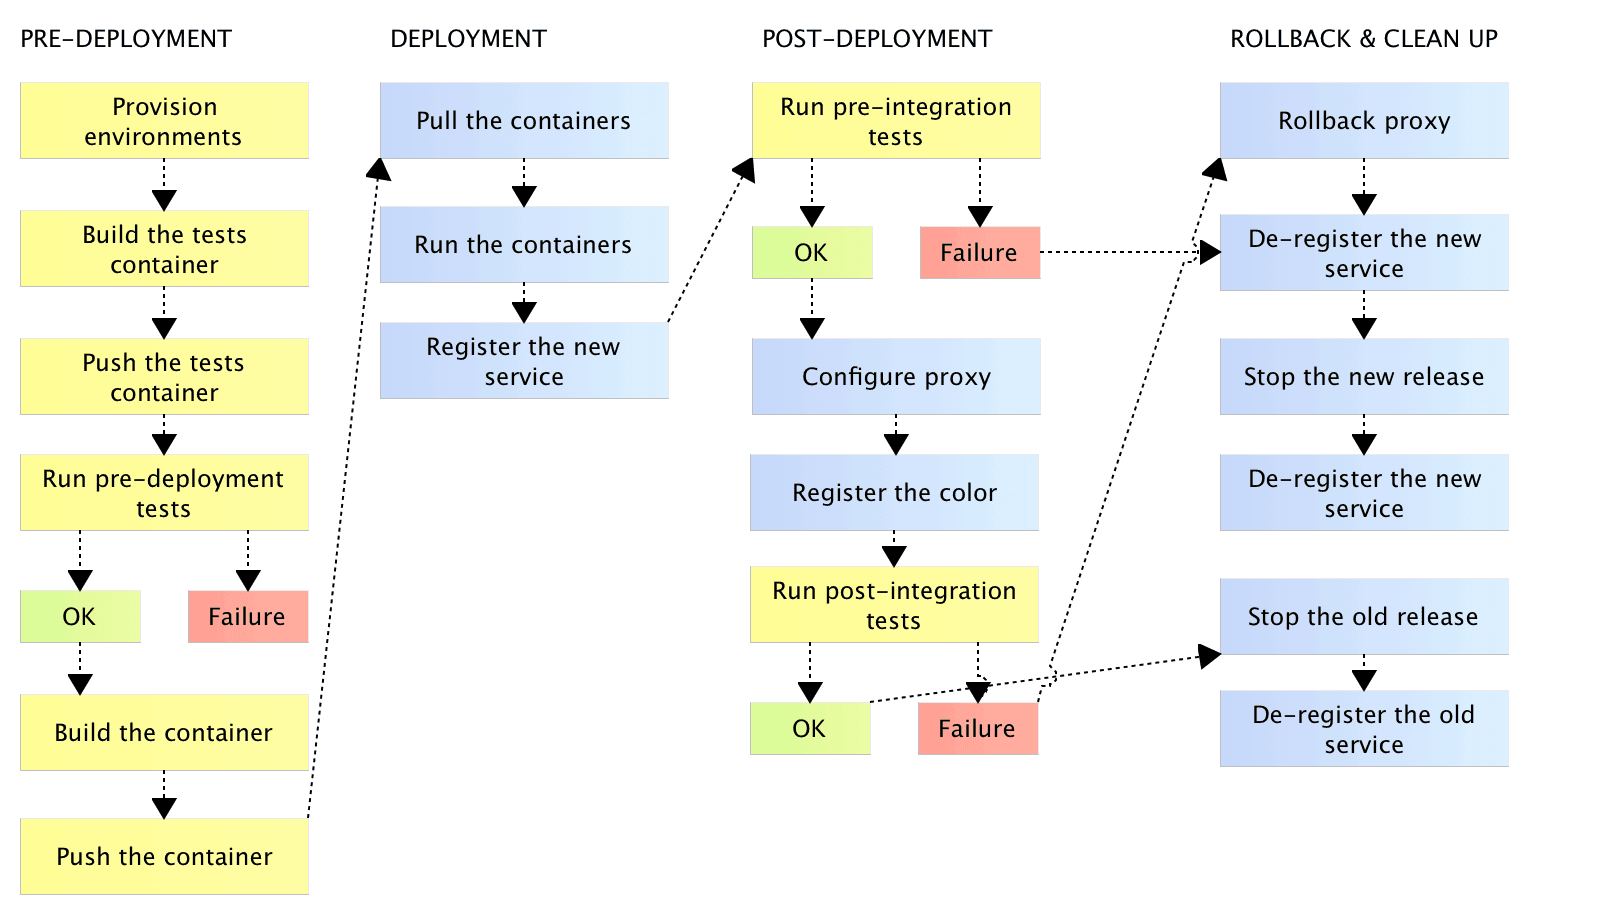 PRE-DEPLOYMENT
Provision
environments
Build the tests
container
Push the tests
container
Run pre-deployment
tests
OK
Failure
Build the container
Push the container
DEPLOYMENT
Pull the containers
Run the containers
Register the new
service
POST-DEPLOYMENT
Run pre-integration
tests
OK
Failure
Configure proxy
Register the color
Run post-integration
tests
OK
Failure
ROLLBACK & CLEAN UP
Rollback proxy
De-register the new
service
Stop the new release
De-register the new
service
Stop the old release
De-register the old
service